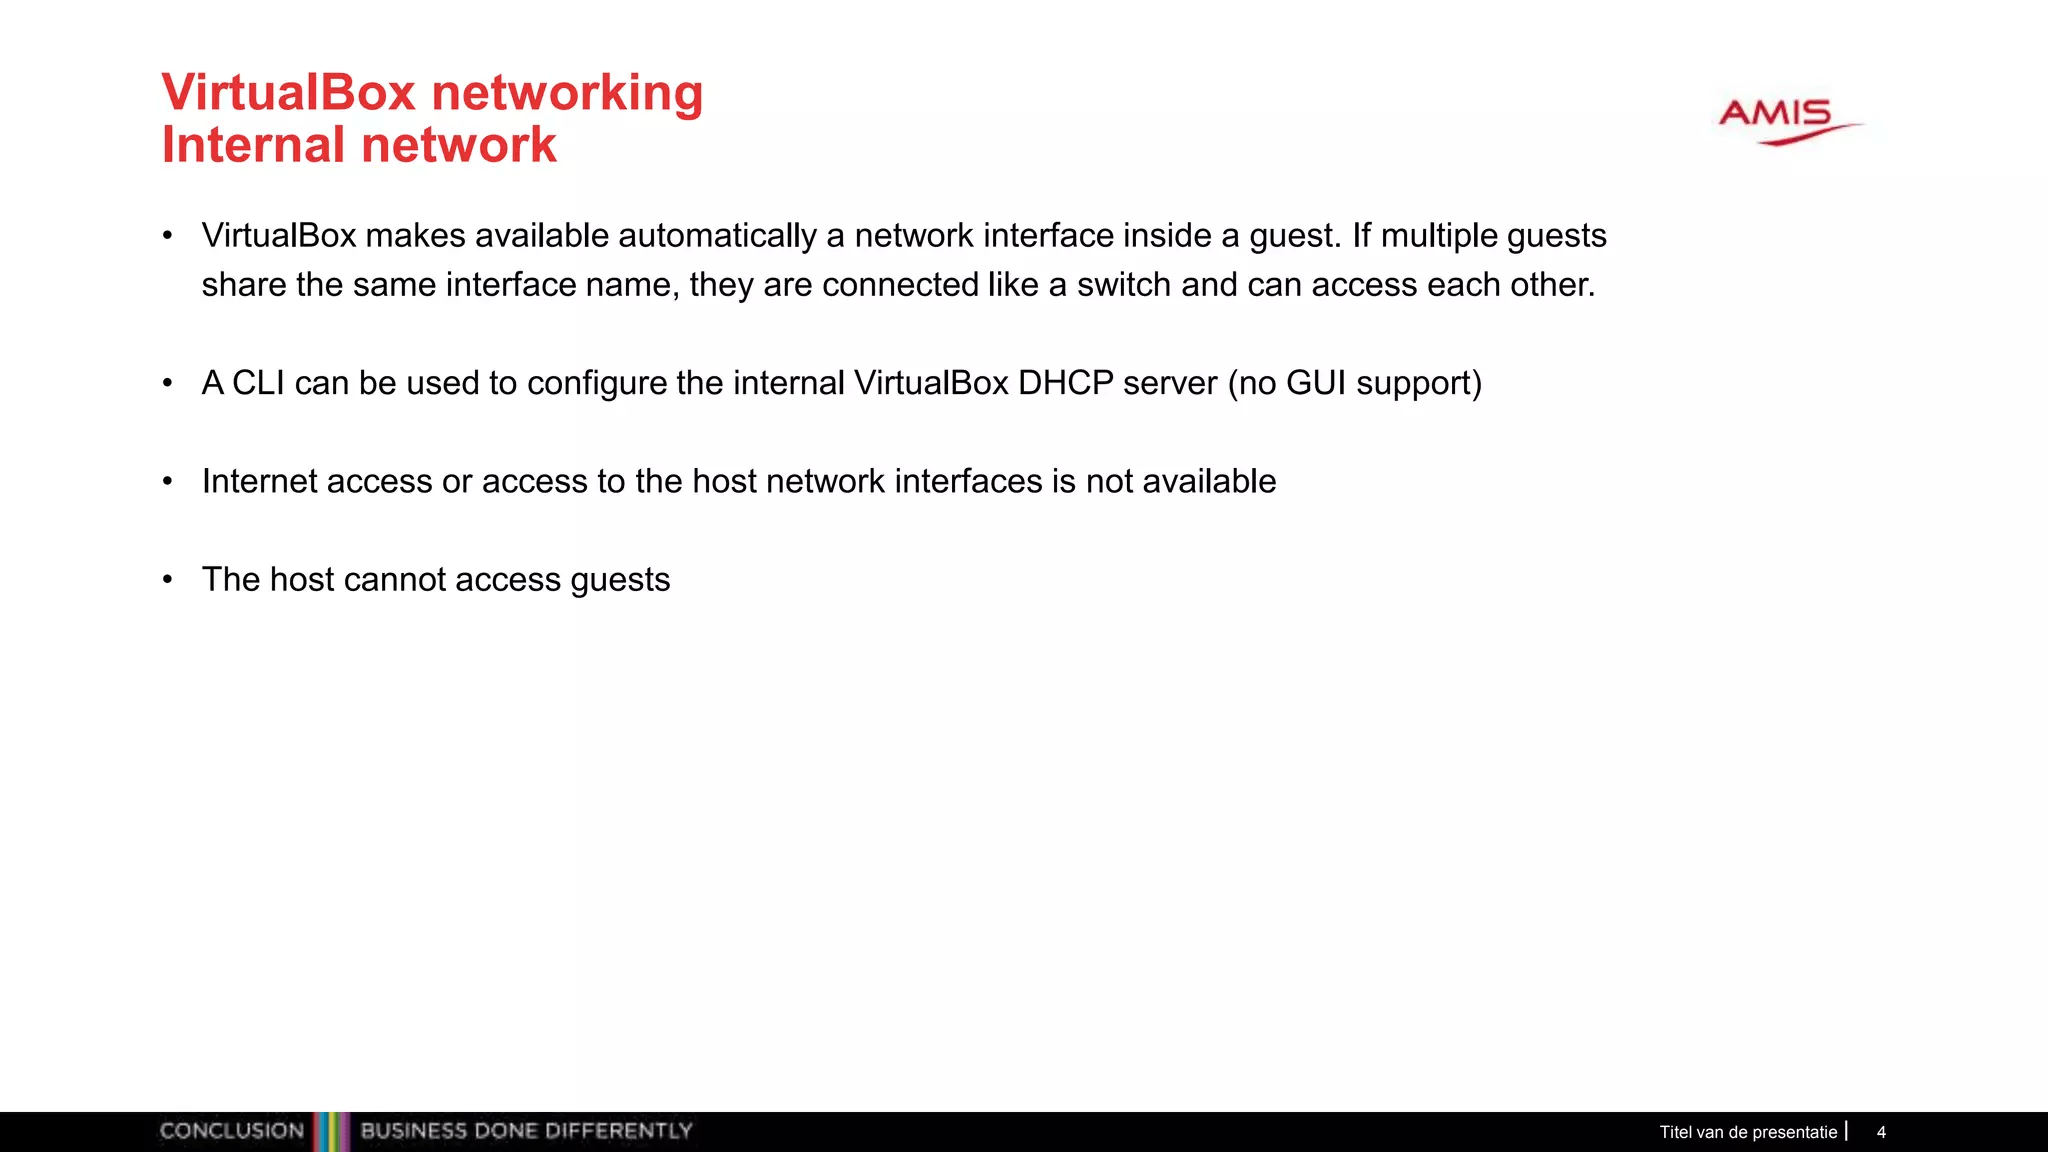 VirtualBox networking
Internal network
AMIS
• VirtualBox makes available automatically a network interface inside a guest. If multiple guests
share the same interface name, they are connected like a switch and can access each other.
• A CLI can be used to configure the internal VirtualBox DHCP server (no GUI support)
• Internet access or access to the host network interfaces is not available
• The host cannot access guests
CONCLUSION BUSINESS DONE DIFFERENTLY
Titel van de presentatie | 4